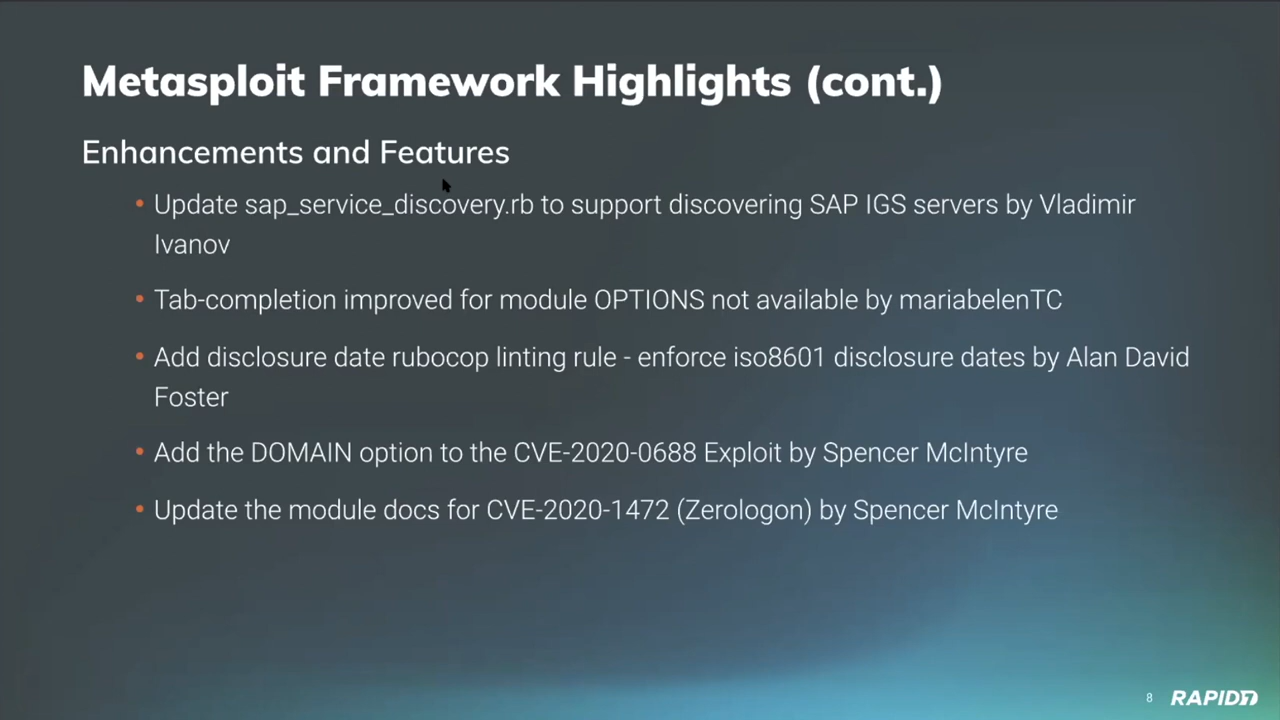 Metasploit Framework Highlights (cont.)
Enhancements and Features
• Update sap_service_discovery.rb to support discovering SAP IGS servers by Vladimir
Ivanov
• Tab-completion improved for module OPTIONS not available by mariabelenTC
• Add disclosure date rubocop linting rule - enforce iso8601 disclosure dates by Alan David
Foster
• Add the DOMAIN option to the CVE-2020-0688 Exploit by Spencer McIntyre
• Update the module docs for CVE-2020-1472 (Zerologon) by Spencer McIntyre
8 RAPID7